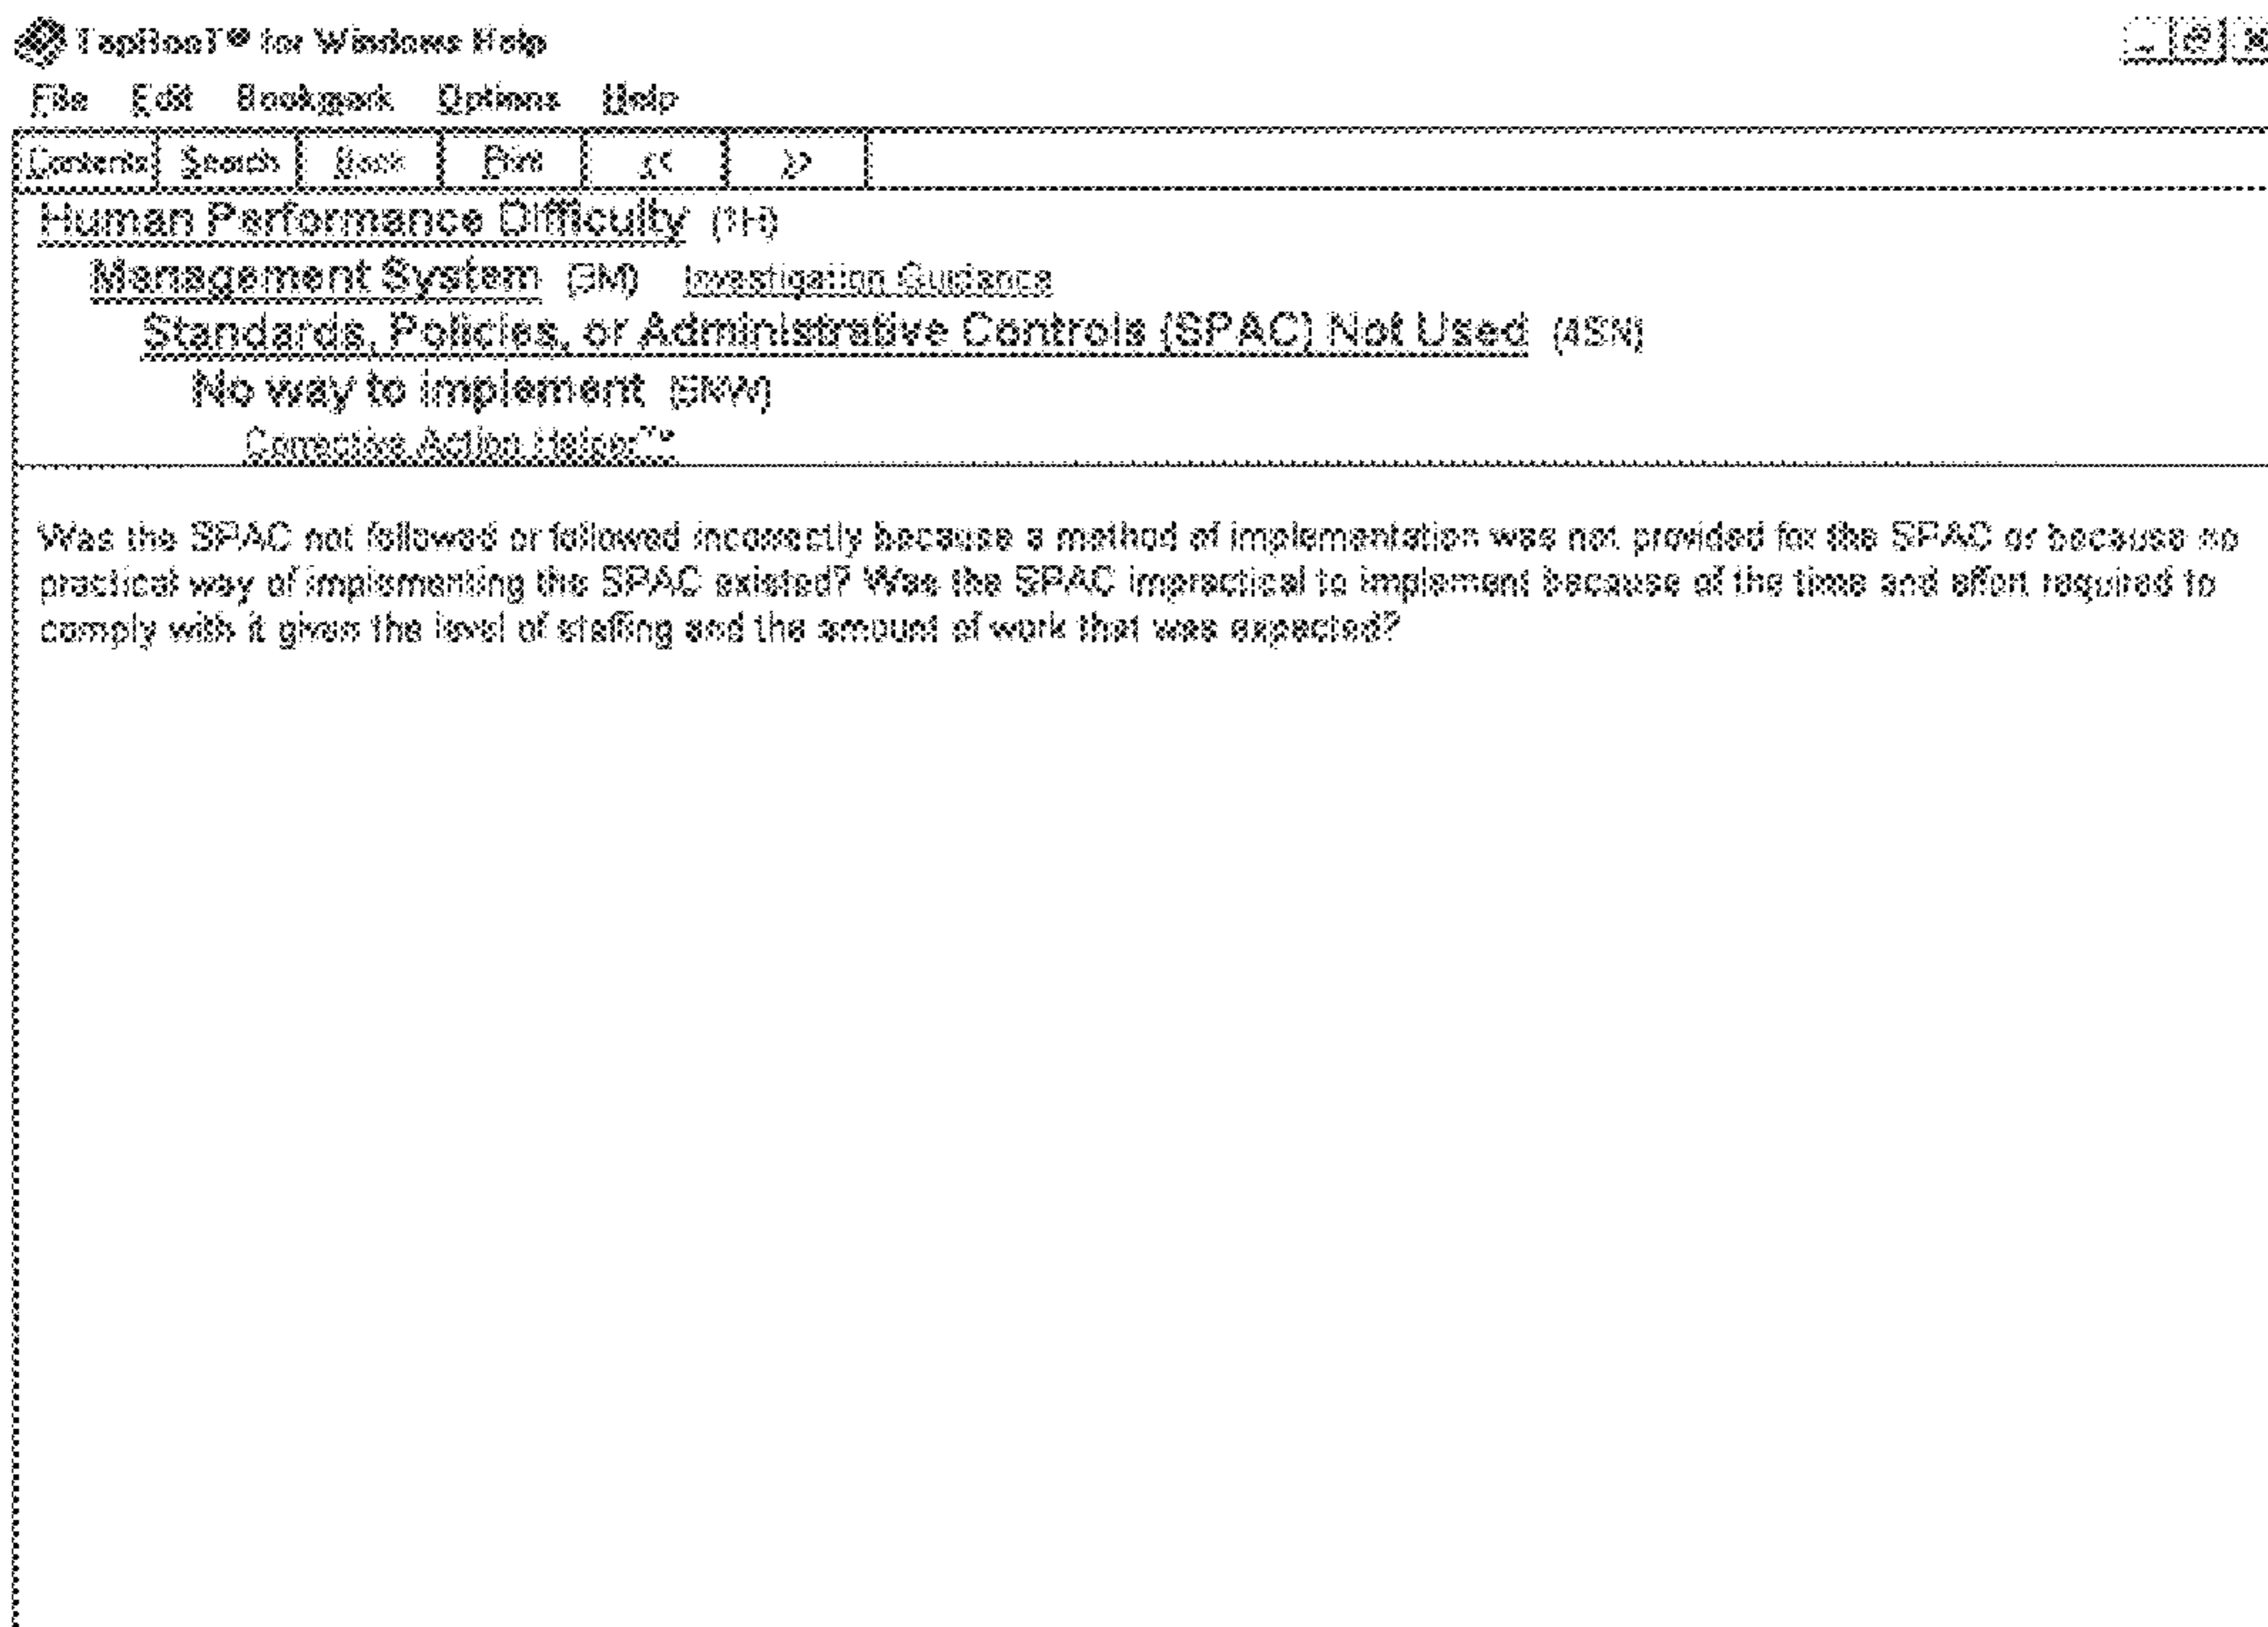 TapRooT® for Windows Help
File Edit Bookmark Options Help
Contents Search Back Print << >>
Human Performance Difficulty (1H)
Management System (3M) Investigation Guidance
Standards, Policies, or Administrative Controls (SPAC) Not Used (4SN)
No way to implement
Corrective Action Helper™
Was the SPAC not followed or followed incorrectly because a method of implementation was not provided for the SPAC or because no
practical way of implementing the SPAC existed? Was the SPAC impractical to implement because of the time and effort required to
comply with it given the level of staffing and the amount of work that was expected?